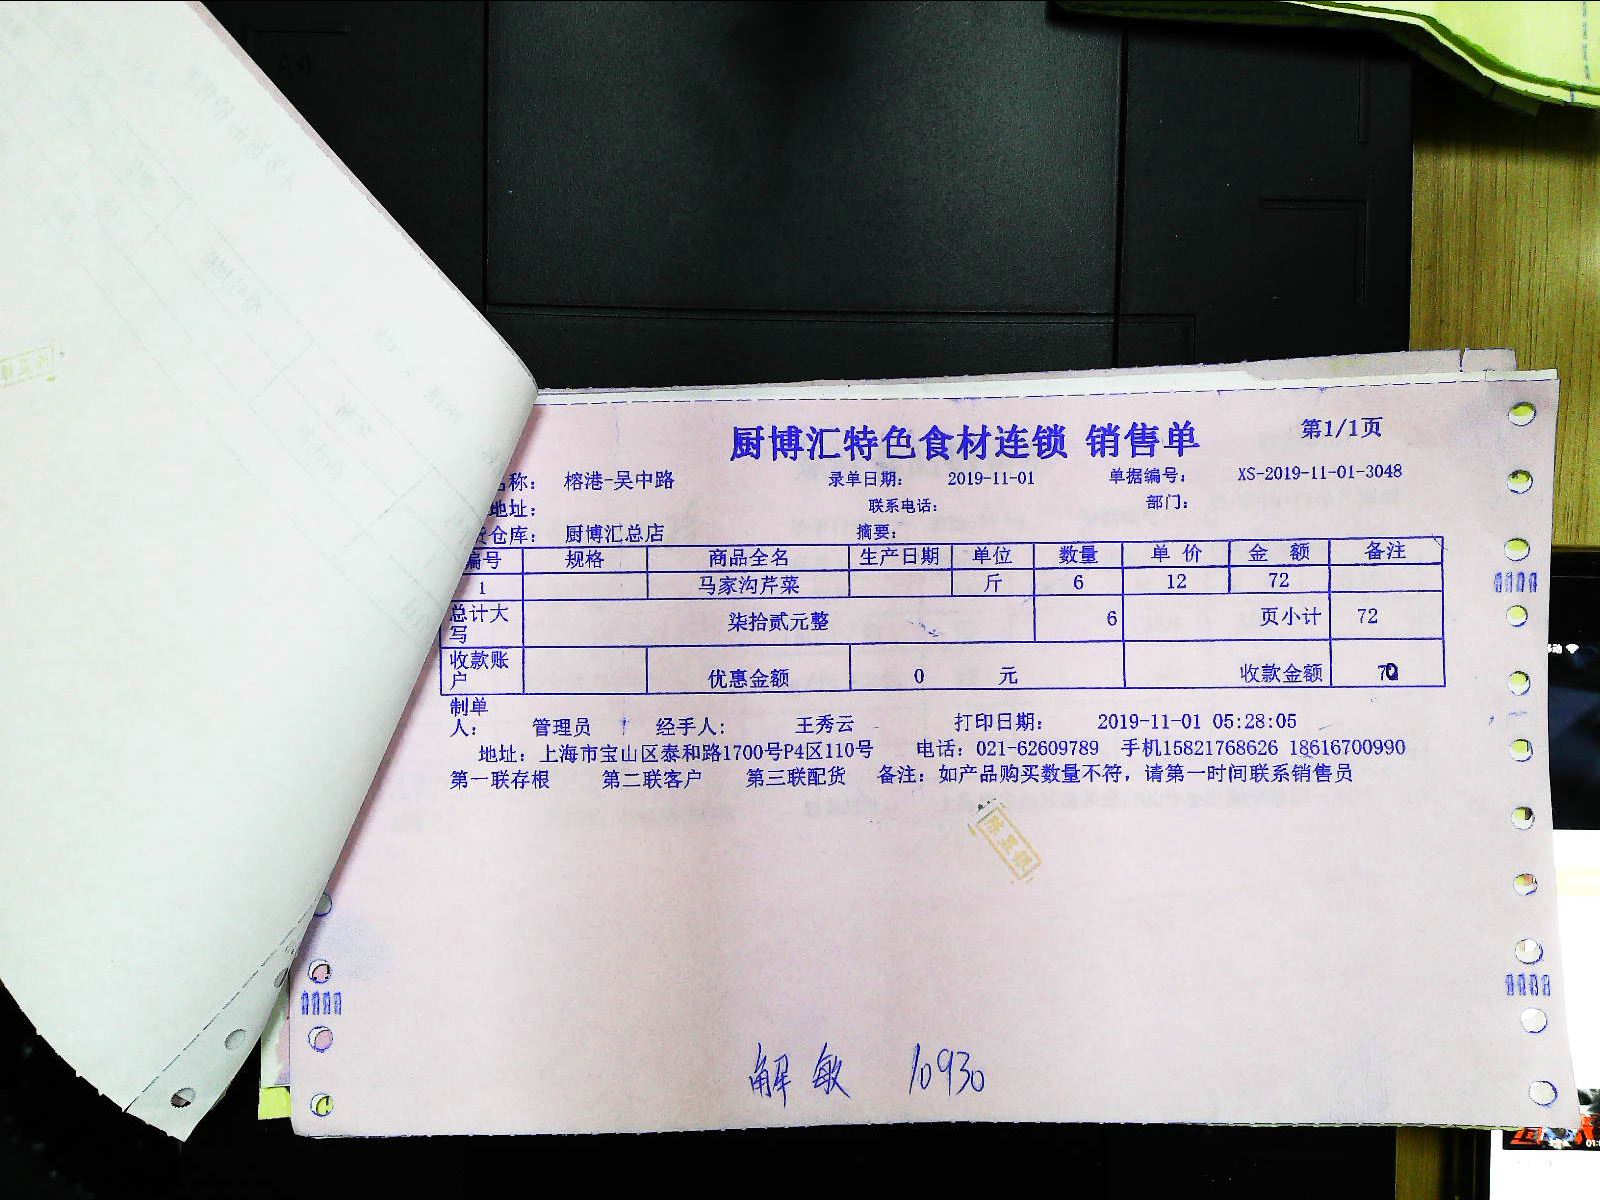 厨博汇特色食材连锁 销售单 第1/1页
名称: 榕港-吴中路 录单日期: 2019-11-01 单据编号: XS-2019-11-01-3048
地址: 联系电话: 部门:
仓库: 厨博汇总店 摘要:
编号 规格 商品全名 生产日期 单位 数量 单 价 金 额 备注
1 马家沟芹菜 斤 6 12 72
总计大写 柒拾贰元整 6 页小计 72
收款账户 优惠金额 0 元 收款金额 70
制单人: 管理员 经手人: 王秀云 打印日期: 2019-11-01 05:28:05
地址: 上海市宝山区泰和路1700号P4区110号 电话: 021-62609789 手机15821768626 18616700990
第一联存根 第二联客户 第三联配货 备注: 如产品购买数量不符, 请第一时间联系销售员
解敏 10930